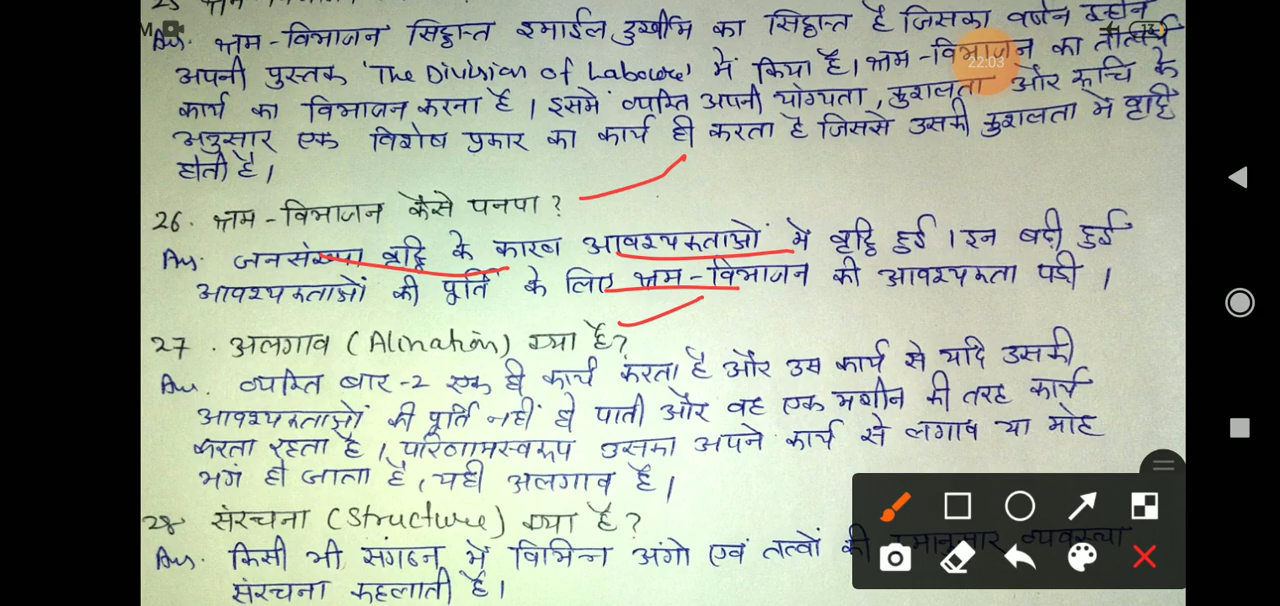 Ans. श्रम-विभाजन सिद्धान्त इमाईल दुर्खीम का सिद्धान्त है जिसका वर्णन उन्होंने
अपनी पुस्तक 'The Division of Labour' में किया है। श्रम-विभाजन का तात्पर्य
22:03
कार्य का विभाजन करना है। इसमें व्यक्ति अपनी योग्यता, कुशलता और रूचि के
अनुसार एक विशेष प्रकार का कार्य ही करता है जिससे उसकी कुशलता में वृद्धि
होती है।
26. श्रम-विभाजन कैसे पनपा?
Ans. जनसंख्या वृद्धि के कारण आवश्यकताओं में वृद्धि हुई। इन बढ़ी हुई
आवश्यकताओं की पूर्ति के लिए श्रम-विभाजन की आवश्यकता पडी।
27. अलगाव (Alination) क्या है?
Ans. व्यक्ति बार-2 एक ही कार्य करता है और उस कार्य से यदि उसकी
आवश्यकताओं की पूर्ति नहीं हो पाती और वह एक मशीन की तरह कार्य
करता रहता है। परिणामस्वरूप उसका अपने कार्य से लगाव या मोह
भगं हो जाता है, यही अलगाव है।
28 संरचना (Structure) क्या है?
Ans. किसी भी संगठन में विभिन्न अंगो एवं तत्वों की क्रमानुसार व्यवस्था
संरचना कहलाती है।